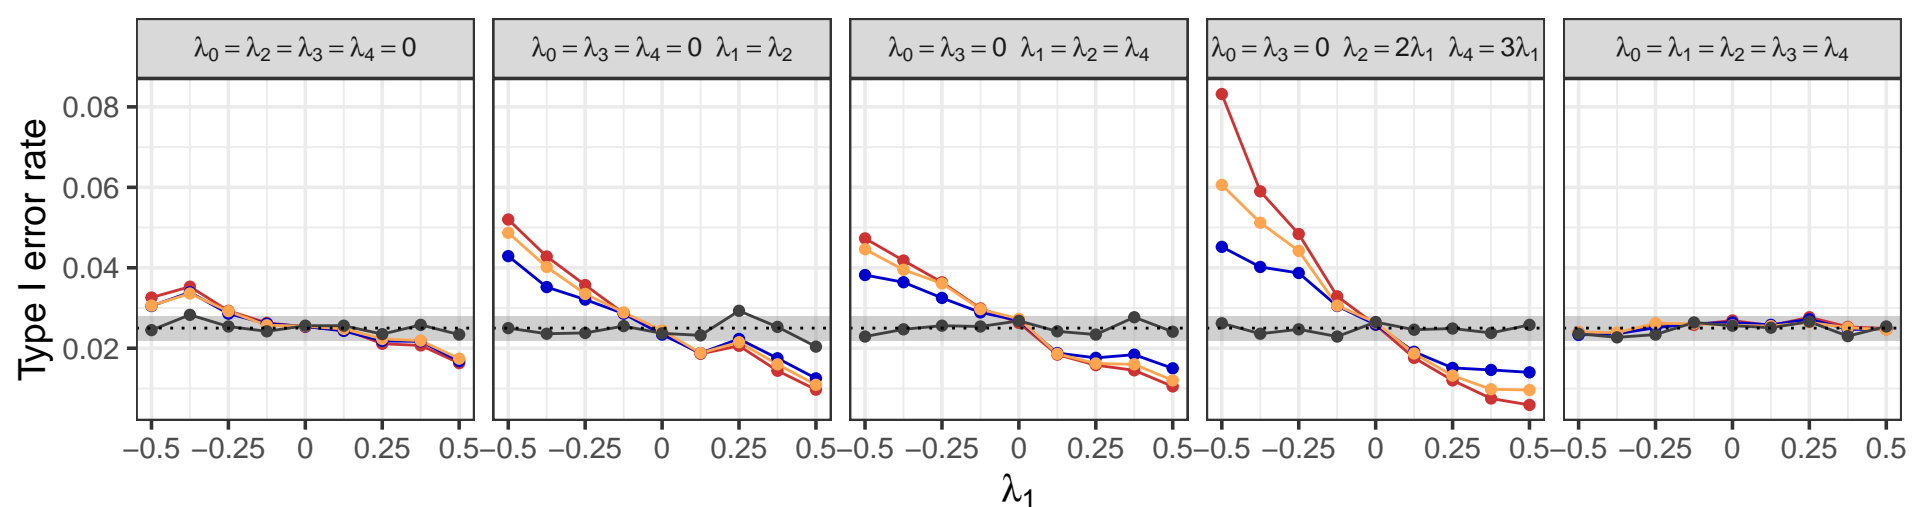 λ₀ = λ₂ = λ₃ = λ₄ = 0
λ₀ = λ₃ = λ₄ = 0 λ₁ = λ₂
λ₀ = λ₃ = 0 λ₁ = λ₂ = λ₄
λ₀ = λ₃ = 0 λ₂ = 2λ₁ λ₄ = 3λ₁
λ₀ = λ₁ = λ₂ = λ₃ = λ₄
Type I error rate
0.08
0.06
0.04
0.02
−0.5 −0.25 0 0.25 0.5
−0.5 −0.25 0 0.25 0.5
−0.5 −0.25 0 0.25 0.5
−0.5 −0.25 0 0.25 0.5
−0.5 −0.25 0 0.25 0.5
λ₁